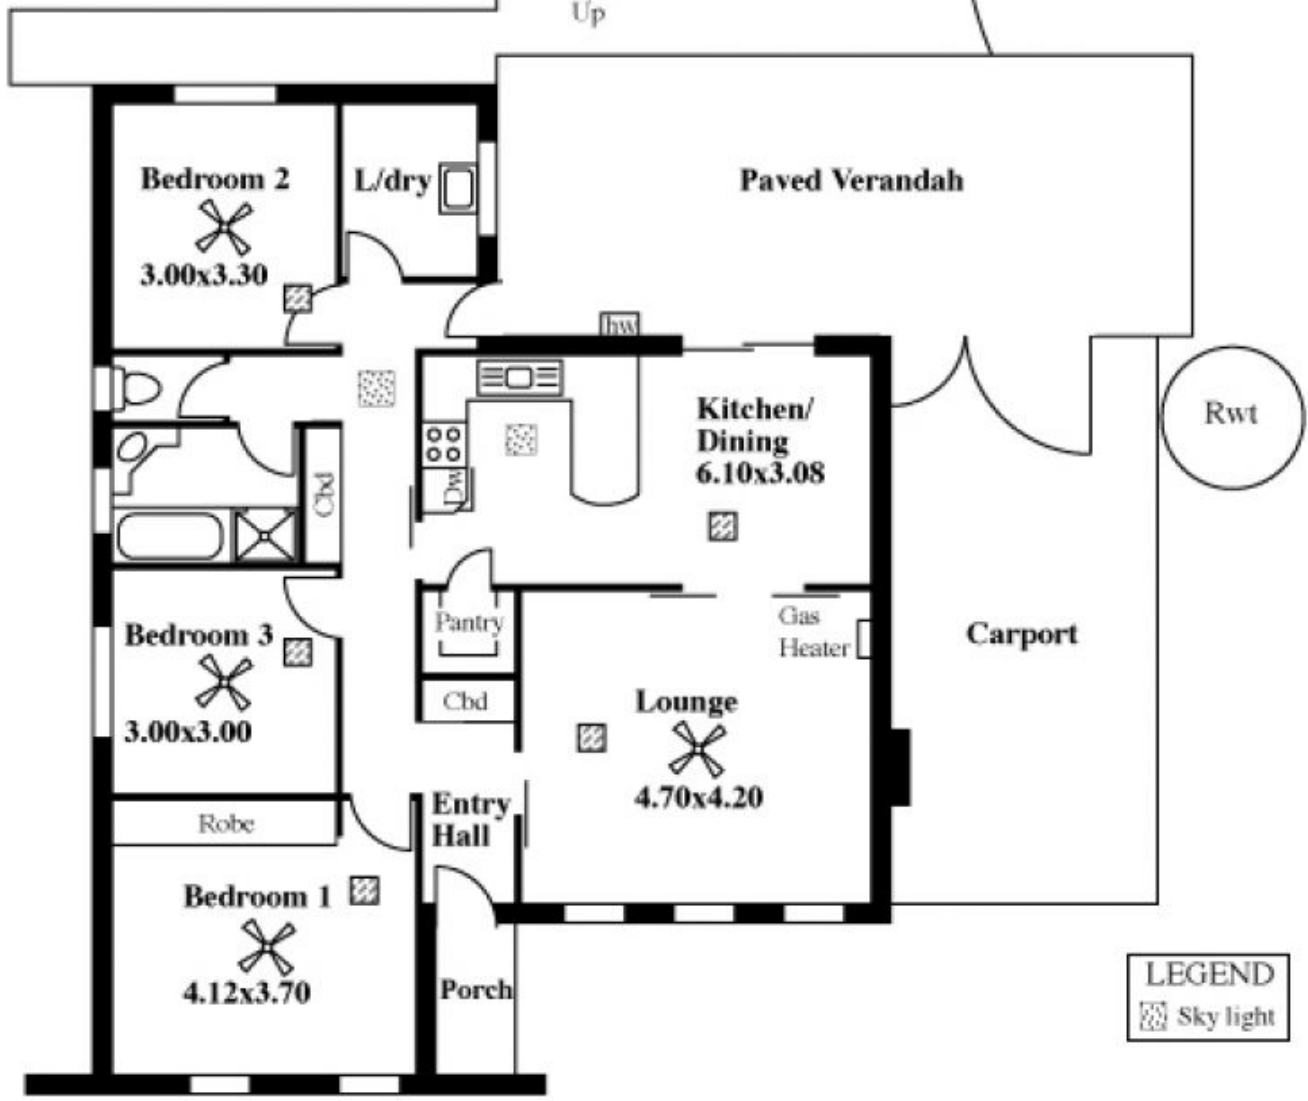 Up
Bedroom 2
3.00x3.30
L/dry
Paved Verandah
hw
Kitchen/
Dining
6.10x3.08
Rwt
Cbd
Dw
Bedroom 3
3.00x3.00
Pantry
Cbd
Gas
Heater
Carport
Lounge
4.70x4.20
Entry
Hall
Robe
Bedroom 1
4.12x3.70
Porch
LEGEND
Sky light